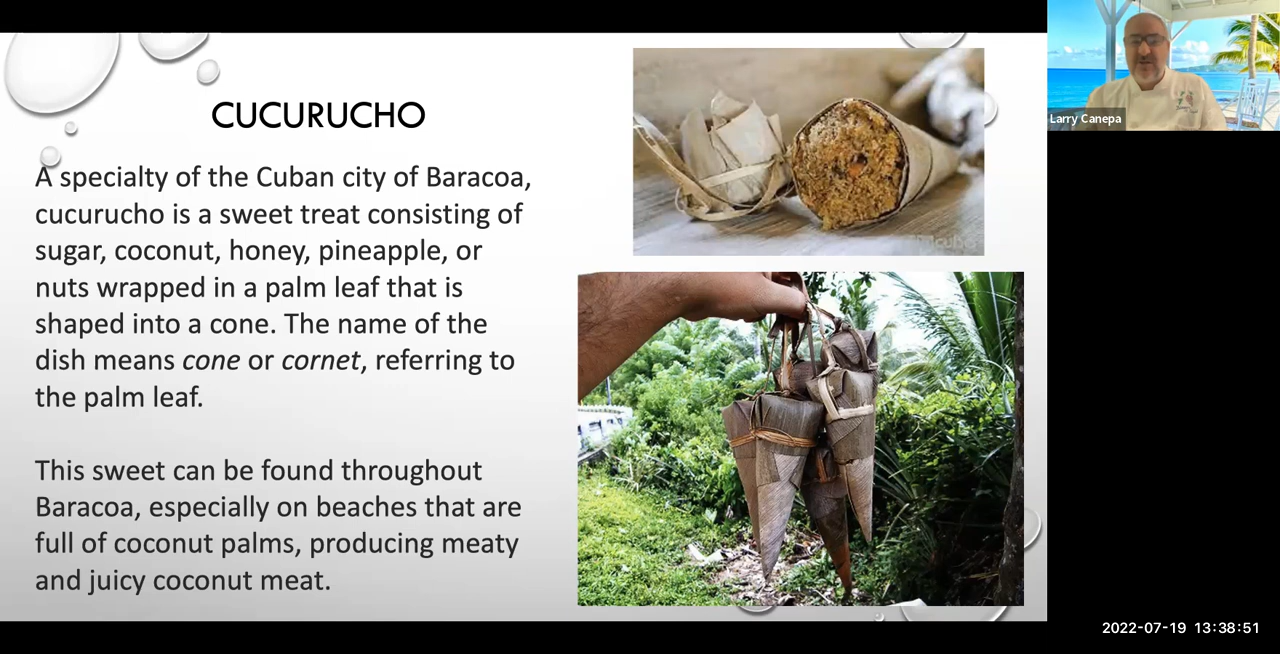 CUCURUCHO
A specialty of the Cuban city of Baracoa,
cucurucho is a sweet treat consisting of
sugar, coconut, honey, pineapple, or
nuts wrapped in a palm leaf that is
shaped into a cone. The name of the
dish means cone or cornet, referring to
the palm leaf.
This sweet can be found throughout
Baracoa, especially on beaches that are
full of coconut palms, producing meaty
and juicy coconut meat.
Larry Canepa
2022-07-19 13:38:51